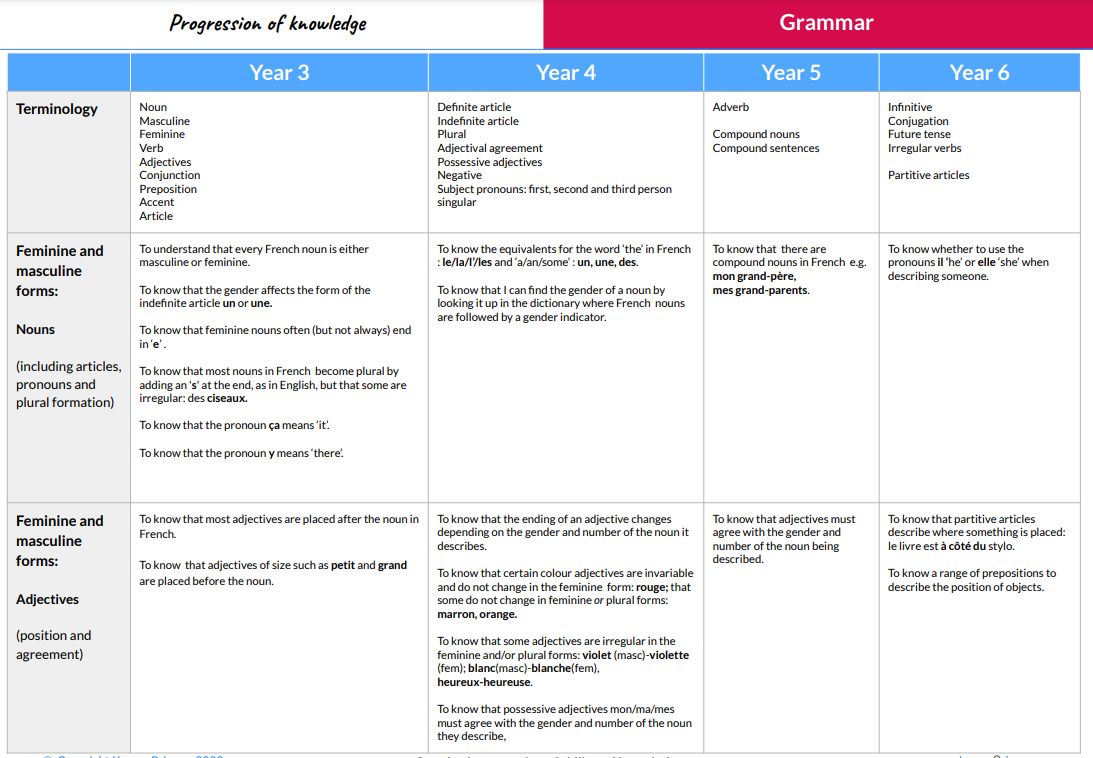 Progression of knowledge
Grammar
Year 3
Year 4
Year 5
Year 6
Terminology
Noun
Masculine
Feminine
Verb
Adjectives
Conjunction
Preposition
Accent
Article
Definite article
Indefinite article
Plural
Adjectival agreement
Possessive adjectives
Negative
Subject pronouns: first, second and third person
singular
Adverb
Compound nouns
Compound sentences
Infinitive
Conjugation
Future tense
Irregular verbs
Partitive articles
Feminine and
masculine
forms:
Nouns
(including articles,
pronouns and
plural formation)
To understand that every French noun is either
masculine or feminine.
To know that the gender affects the form of the
indefinite article un or une.
To know that feminine nouns often (but not always) end
in 'e' .
To know that most nouns in French become plural by
adding an 's' at the end, as in English, but that some are
irregular: des ciseaux.
To know that the pronoun ça means 'it'.
To know that the pronoun y means 'there'.
To know the equivalents for the word 'the' in French
: le/la/l'/les and 'a/an/some' : un, une, des.
To know that I can find the gender of a noun by
looking it up in the dictionary where French nouns
are followed by a gender indicator.
To know that there are
compound nouns in French e.g.
mon grand-père,
mes grand-parents.
To know whether to use the
pronouns il 'he' or elle 'she' when
describing someone.
Feminine and
masculine
forms:
Adjectives
(position and
agreement)
To know that most adjectives are placed after the noun in
French.
To know that adjectives of size such as petit and grand
are placed before the noun.
To know that the ending of an adjective changes
depending on the gender and number of the noun it
describes.
To know that certain colour adjectives are invariable
and do not change in the feminine form: rouge; that
some do not change in feminine or plural forms:
marron, orange.
To know that some adjectives are irregular in the
feminine and/or plural forms: violet (masc)-violette
(fem); blanc(masc)-blanche(fem),
heureux-heureuse.
To know that possessive adjectives mon/ma/mes
must agree with the gender and number of the noun
they describe,
To know that adjectives must
agree with the gender and
number of the noun being
described.
To know that partitive articles
describe where something is placed:
le livre est à côté du stylo.
To know a range of prepositions to
describe the position of objects.